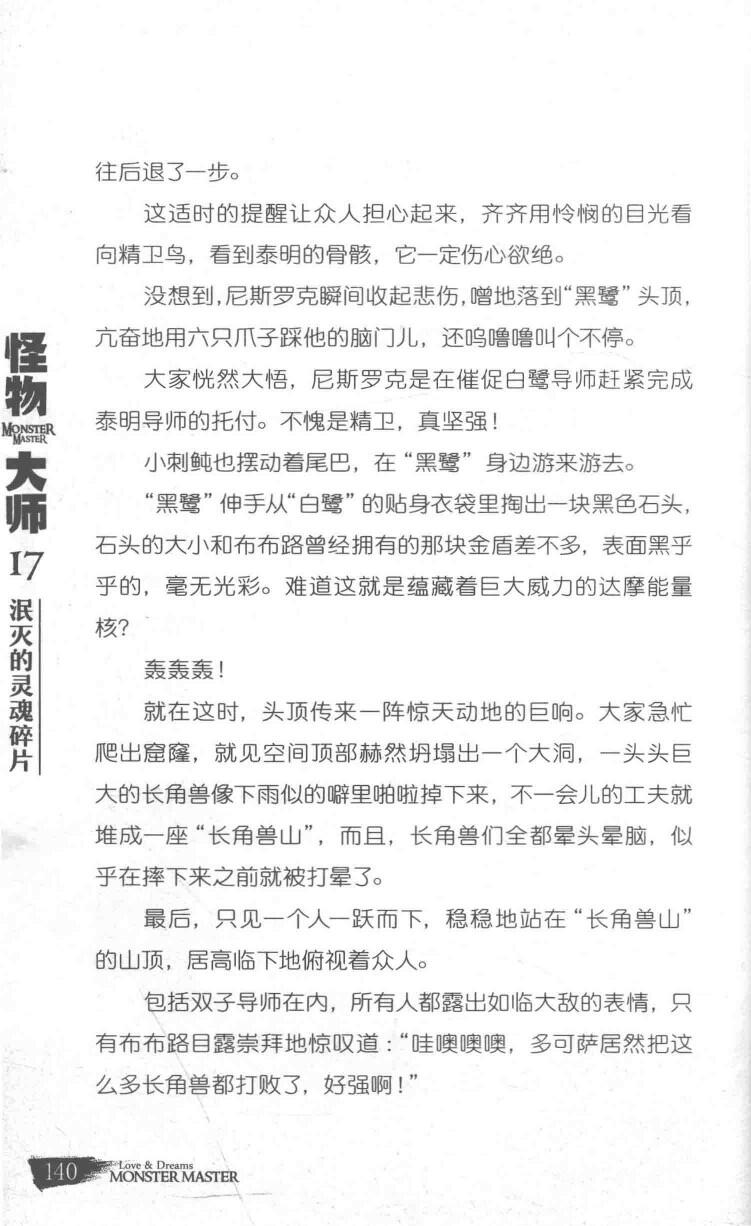 往后退了一步。
这适时的提醒让众人担心起来，齐齐用怜悯的目光看
向精卫鸟，看到泰明的骨骸，它一定伤心欲绝。
没想到，尼斯罗克瞬间收起悲伤，噌地落到“黑鹭”头顶，
亢奋地用六只爪子踩他的脑门儿，还呜噜噜叫个不停。
大家恍然大悟，尼斯罗克是在催促白鹭导师赶紧完成
泰明导师的托付。不愧是精卫，真坚强！
小刺鲀也摆动着尾巴，在“黑鹭”身边游来游去。
“黑鹭”伸手从“白鹭”的贴身衣袋里掏出一块黑色石头，
石头的大小和布布路曾经拥有的那块金盾差不多，表面黑乎
乎的，毫无光彩。难道这就是蕴藏着巨大威力的达摩能量
核？
轰轰轰！
就在这时，头顶传来一阵惊天动地的巨响。大家急忙
爬出窟窿，就见空间顶部赫然坍塌出一个大洞，一头头巨
大的长角兽像下雨似的噼里啪啦掉下来，不一会儿的工夫就
堆成一座“长角兽山”，而且，长角兽们全都晕头晕脑，似
乎在摔下来之前就被打晕了。
最后，只见一个人一跃而下，稳稳地站在“长角兽山”
的山顶，居高临下地俯视着众人。
包括双子导师在内，所有人都露出如临大敌的表情，只
有布布路目露崇拜地惊叹道：“哇噢噢噢，多可萨居然把这
么多长角兽都打败了，好强啊！”
怪物
MONSTER
MASTER
大师
17
泯灭的灵魂碎片
140
Love & Dreams
MONSTER MASTER